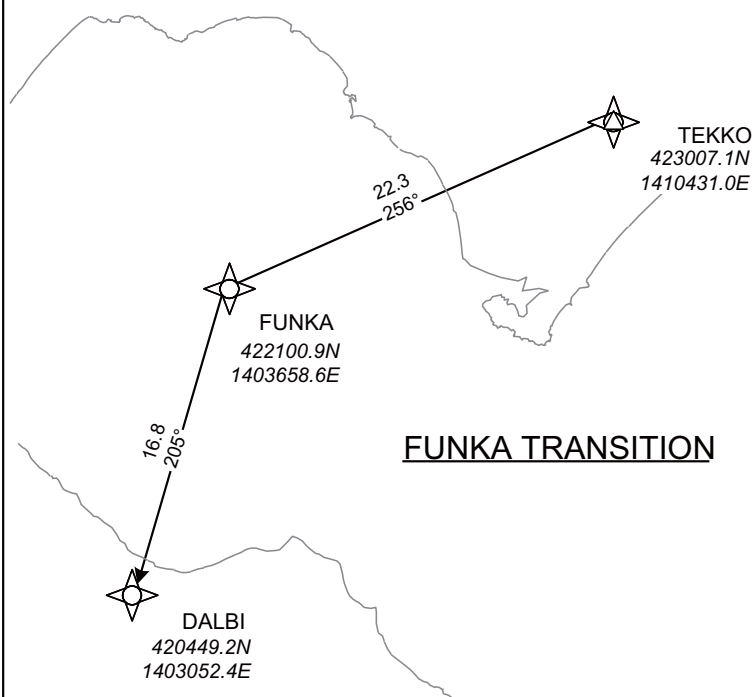 TEKKO
423007.1N
1410431.0E
22.3
256°
FUNKA
422100.9N
1403658.6E
16.8
205°
FUNKA TRANSITION
DALBI
420449.2N
1403052.4E